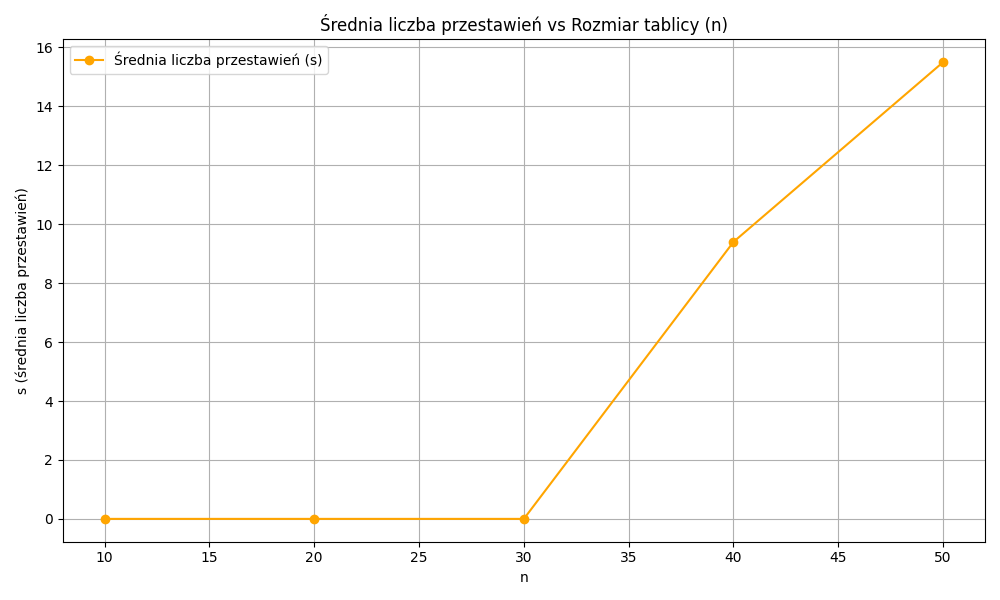 Średnia liczba przestawień vs Rozmiar tablicy (n)
Średnia liczba przestawień (s)
s (średnia liczba przestawień)
16
14
12
10
8
6
4
2
0
10 15 20 25 30 35 40 45 50
n